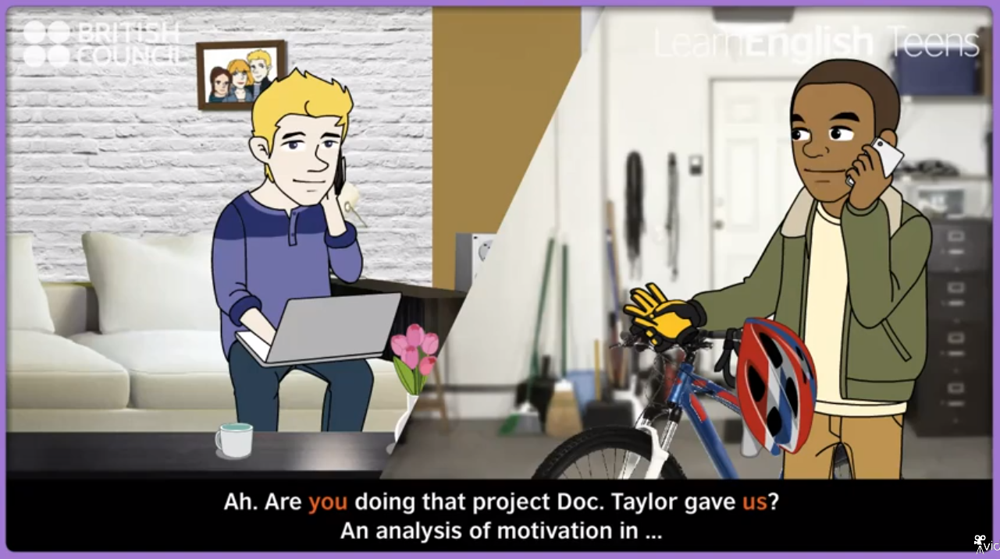 BRITISH
COUNCIL
LearnEnglish Teens
Ah. Are you doing that project Doc. Taylor gave us?
An analysis of motivation in ...